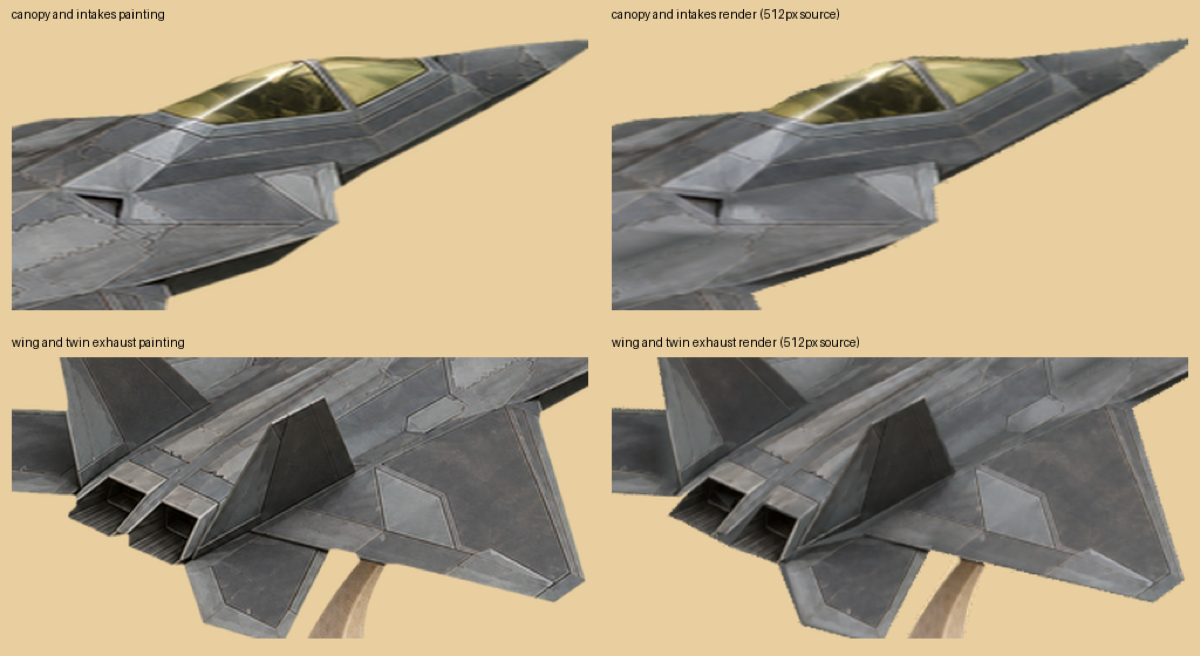 canopy and intakes painting
canopy and intakes render (512px source)
wing and twin exhaust painting
wing and twin exhaust render (512px source)